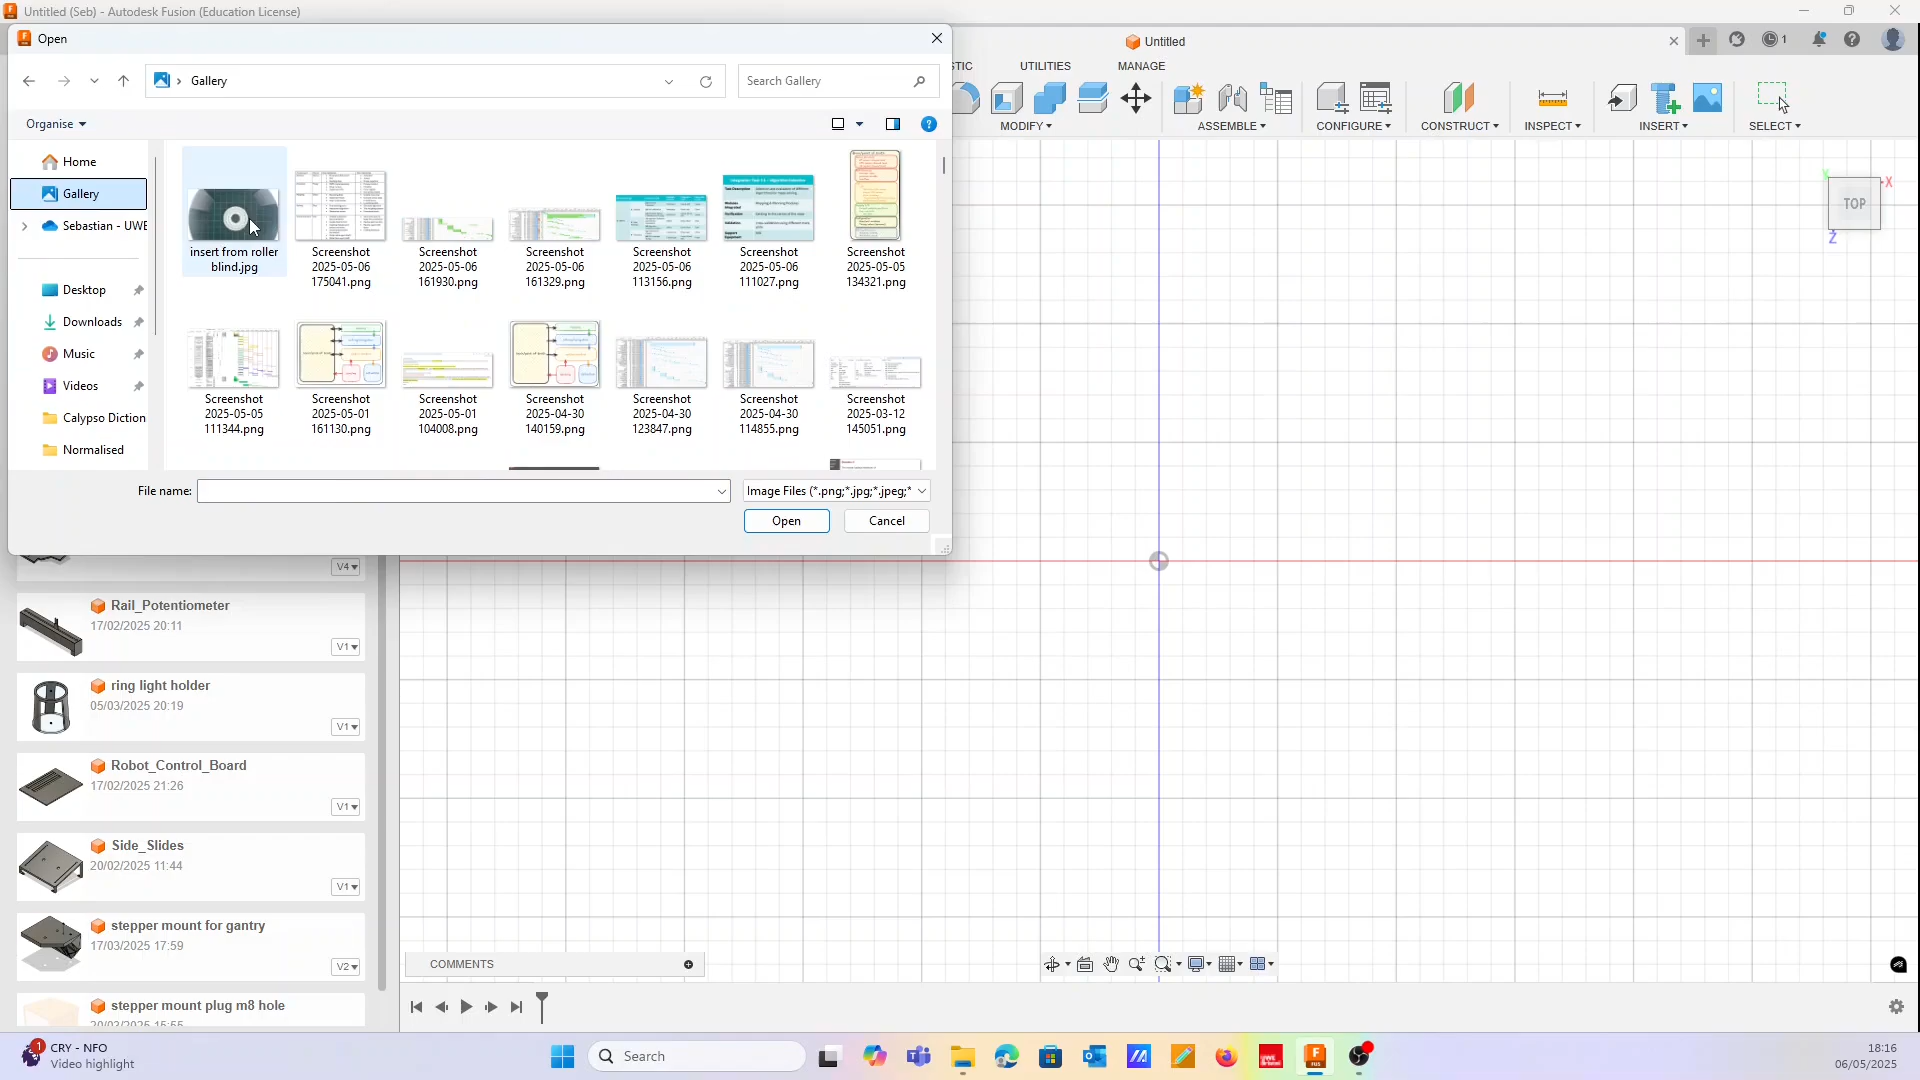 Untitled (Seb) - Autodesk Fusion (Education License)
Open
Untitled
1
Gallery
Search Gallery
STIC
UTILITIES
MANAGE
Organise
MODIFY
ASSEMBLE
CONFIGURE
CONSTRUCT
INSPECT
INSERT
SELECT
Home
Gallery
Sebastian - UWE
Desktop
Downloads
Music
Videos
Calypso Diction
Normalised
insert from roller
blind.jpg
Screenshot
2025-05-06
175041.png
Screenshot
2025-05-06
161930.png
Screenshot
2025-05-06
161329.png
Screenshot
2025-05-06
113156.png
Screenshot
2025-05-06
111027.png
Screenshot
2025-05-05
134321.png
Screenshot
2025-05-05
111344.png
Screenshot
2025-05-01
161130.png
Screenshot
2025-05-01
104008.png
Screenshot
2025-04-30
140159.png
Screenshot
2025-04-30
123847.png
Screenshot
2025-04-30
114855.png
Screenshot
2025-03-12
145051.png
File name:
Image Files (*.png;*.jpg;*.jpeg;*
Open
Cancel
X
TOP
Z
V4
Rail_Potentiometer
17/02/2025 20:11
V1
ring light holder
05/03/2025 20:19
V1
Robot_Control_Board
17/02/2025 21:26
V1
Side_Slides
20/02/2025 11:44
V1
stepper mount for gantry
17/03/2025 17:59
V2
stepper mount plug m8 hole
20/03/2025 15:55
COMMENTS
1
CRY - NFO
Video highlight
Search
18:16
06/05/2025